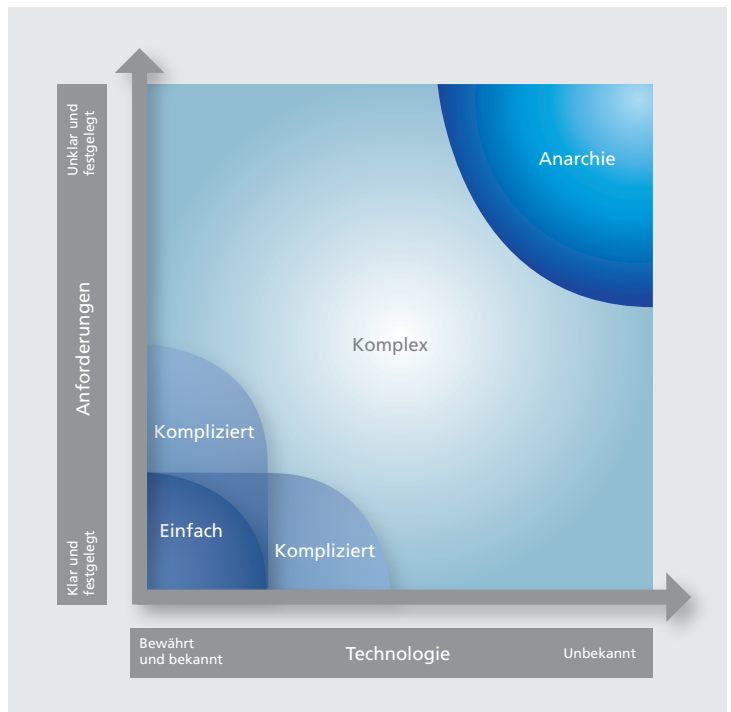 Unklar und
festgelegt
Anarchie
Anforderungen
Komplex
Kompliziert
Einfach
Kompliziert
Klar und
festgelegt
Bewährt
und bekannt
Technologie
Unbekannt